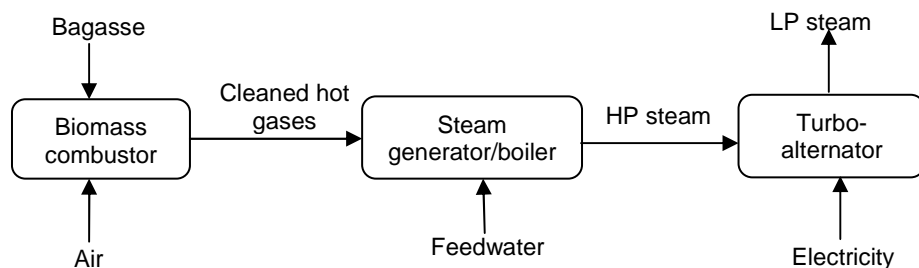 LP steam
Bagasse
Cleaned hot
gases
HP steam
Biomass
combustor
Steam
generator/boiler
Turbo-
alternator
Air
Feedwater
Electricity